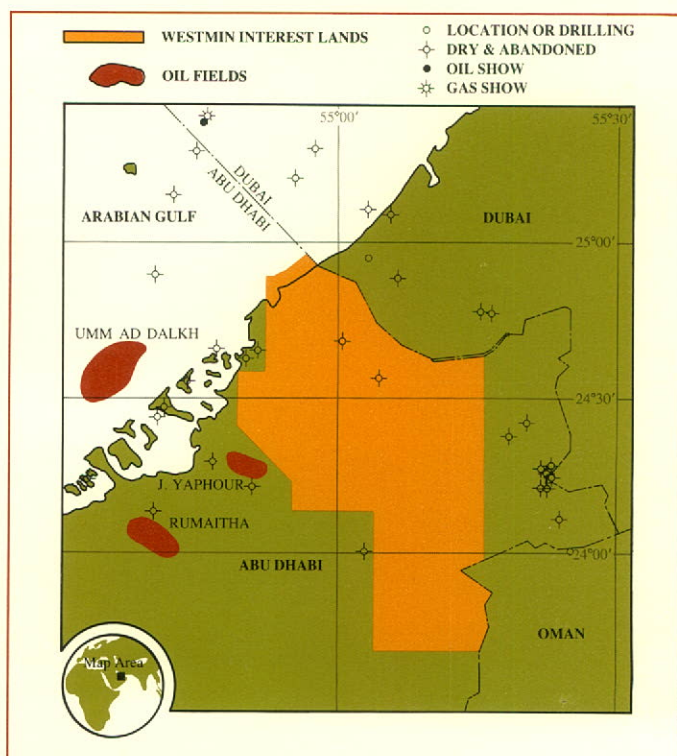 WESTMIN INTEREST LANDS
OIL FIELDS
LOCATION OR DRILLING
DRY & ABANDONED
OIL SHOW
GAS SHOW
55°00'
55°30'
DUBAI
ABU DHABI
ARABIAN GULF
DUBAI
25°00'
UMM AD DALKH
24°30'
J. YAPHOUR
RUMAITHA
ABU DHABI
24°00'
OMAN
Map Area